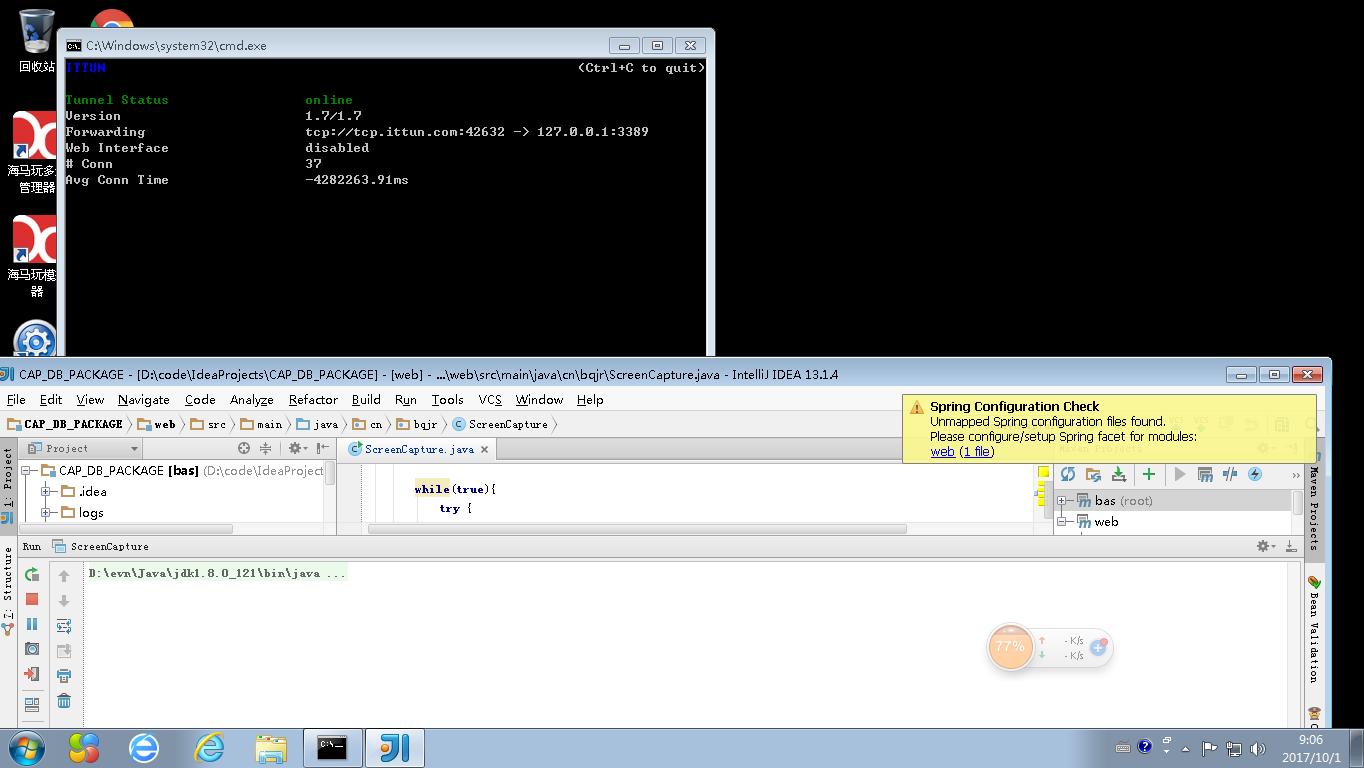 回收站
海马玩多
管理器
海马玩模
器
C:\Windows\system32\cmd.exe
ITTUN (Ctrl+C to quit)
Tunnel Status online
Version 1.7/1.7
Forwarding tcp://tcp.ittun.com:42632 -> 127.0.0.1:3389
Web Interface disabled
# Conn 37
Avg Conn Time -4282263.91ms
CAP_DB_PACKAGE - [D:\code\IdeaProjects\CAP_DB_PACKAGE] - [web] - ...\web\src\main\java\cn\bqjr\ScreenCapture.java - IntelliJ IDEA 13.1.4
File Edit View Navigate Code Analyze Refactor Build Run Tools VCS Window Help
CAP_DB_PACKAGE web src main java cn bqjr ScreenCapture
Spring Configuration Check
Unmapped Spring configuration files found.
Please configure/setup Spring facet for modules:
web (1 file)
1: Project
Project
ScreenCapture.java
Maven Projects
CAP_DB_PACKAGE [bas] (D:\code\IdeaProject
.idea
logs
while(true){
try {
bas (root)
web
Maven Projects
Run ScreenCapture
Z: Structure
D:\evn\Java\jdk1.8.0_121\bin\java ...
77%
- K/s
- K/s
Bean Validation
9:06
2017/10/1